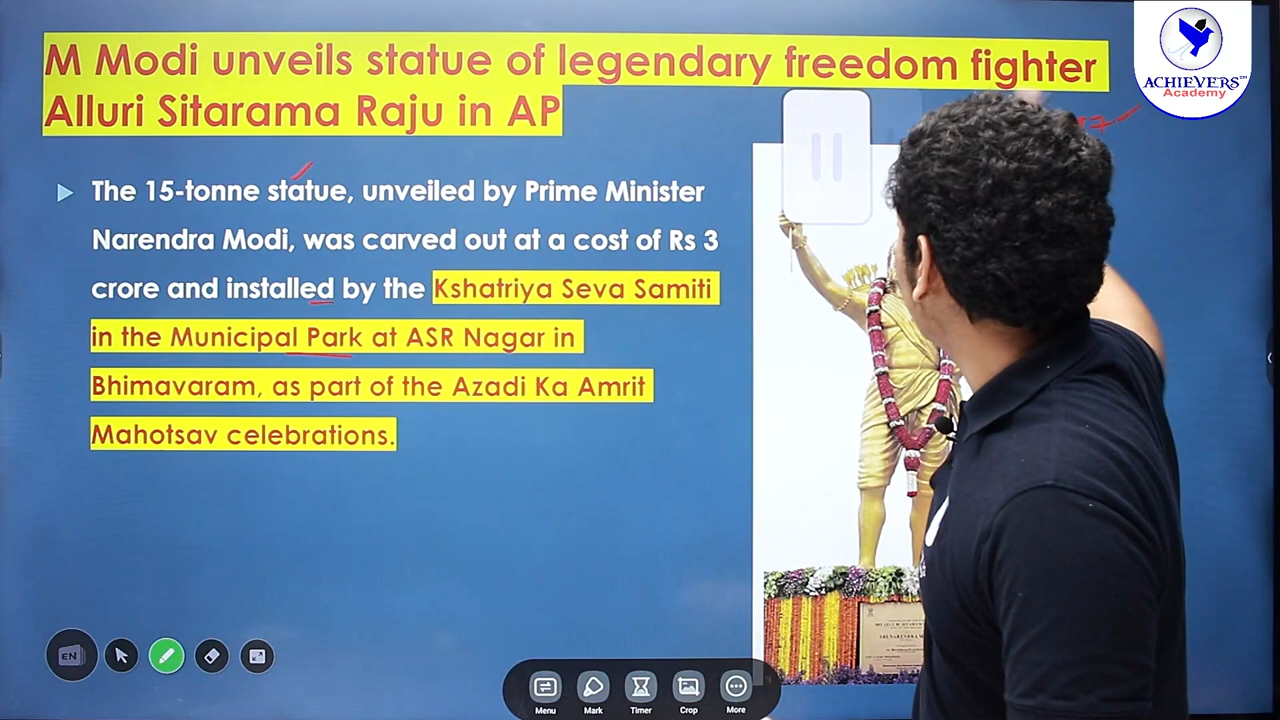 M Modi unveils statue of legendary freedom fighter
Alluri Sitarama Raju in AP
ACHIEVERS™
Academy
The 15-tonne statue, unveiled by Prime Minister
Narendra Modi, was carved out at a cost of Rs 3
crore and installed by the Kshatriya Seva Samiti
in the Municipal Park at ASR Nagar in
Bhimavaram, as part of the Azadi Ka Amrit
Mahotsav celebrations.
EN
Menu Mark Timer Crop More